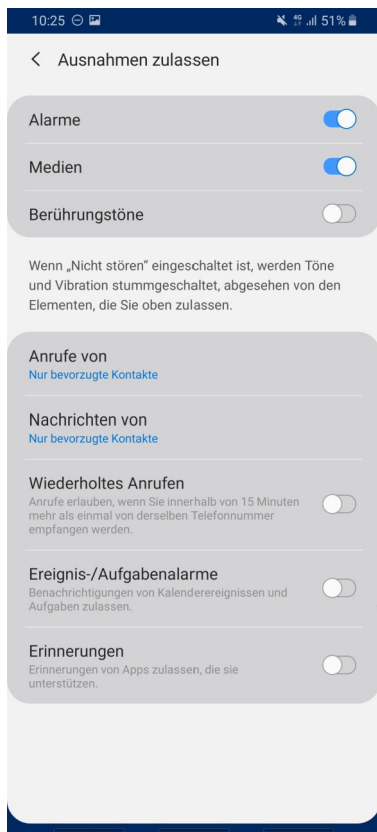 10:25 4G 51%
Ausnahmen zulassen
Alarme
Medien
Berührungstöne
Wenn „Nicht stören“ eingeschaltet ist, werden Töne
und Vibration stummgeschaltet, abgesehen von den
Elementen, die Sie oben zulassen.
Anrufe von
Nur bevorzugte Kontakte
Nachrichten von
Nur bevorzugte Kontakte
Wiederholtes Anrufen
Anrufe erlauben, wenn Sie innerhalb von 15 Minuten
mehr als einmal von derselben Telefonnummer
empfangen werden.
Ereignis-/Aufgabenalarme
Benachrichtigungen von Kalenderereignissen und
Aufgaben zulassen.
Erinnerungen
Erinnerungen von Apps zulassen, die sie
unterstützen.